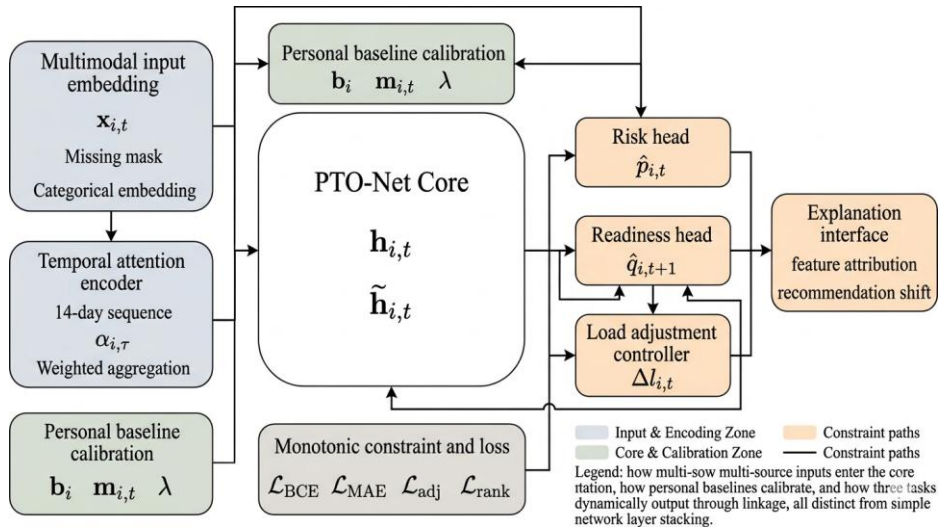 Multimodal input
embedding
x_{i,t}
Missing mask
Categorical embedding
Temporal attention
encoder
14-day sequence
α_{i,τ}
Weighted aggregation
Personal baseline
calibration
b_i m_{i,t} λ
Personal baseline calibration
b_i m_{i,t} λ
PTO-Net Core
h_{i,t}
h̃_{i,t}
Monotonic constraint and loss
ℒ_BCE ℒ_MAE ℒ_adj ℒ_rank
Risk head
p̂_{i,t}
Readiness head
q̂_{i,t+1}
Load adjustment
controller
Δl_{i,t}
Explanation
interface
feature attribution
recommendation shift
Input & Encoding Zone
Constraint paths
Core & Calibration Zone
Constraint paths
Legend: how multi-sow multi-source inputs enter the core
rtation, how personal baselines calibrate, and how three tasks
dynamically output through linkage, all distinct from simple
network layer stacking.